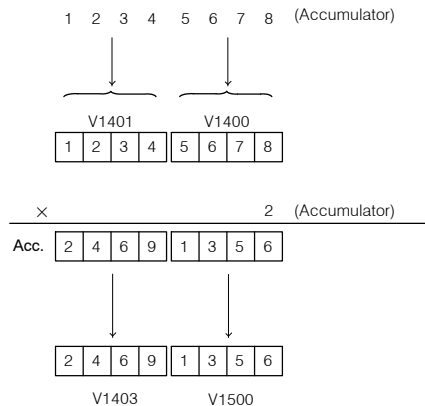 1 2 3 4 5 6 7 8 (Accumulator)
V1401 V1400
1 2 3 4 5 6 7 8
× 2 (Accumulator)
Acc. 2 4 6 9 1 3 5 6
2 4 6 9 1 3 5 6
V1403 V1500